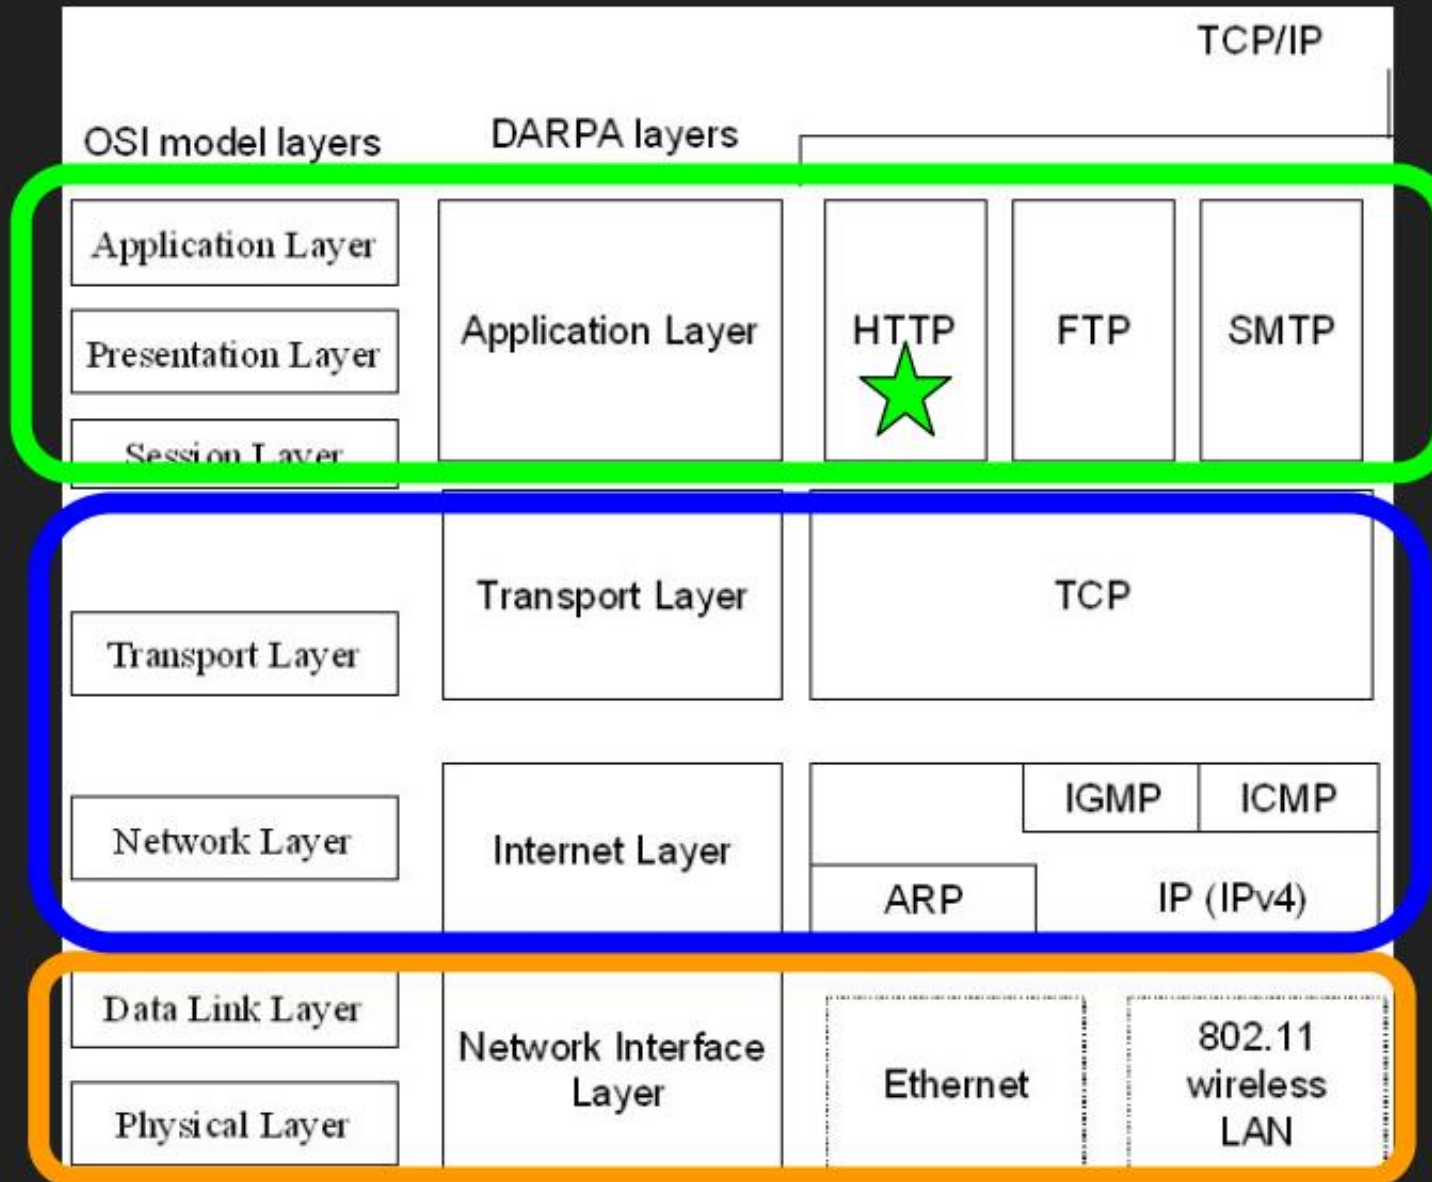 TCP/IP
OSI model layers
DARPA layers
Application Layer
Presentation Layer
Session Layer
Application Layer
HTTP
FTP
SMTP
Transport Layer
Transport Layer
TCP
Network Layer
Internet Layer
IGMP
ICMP
ARP
IP (IPv4)
Data Link Layer
Physical Layer
Network Interface
Layer
Ethernet
802.11
wireless
LAN